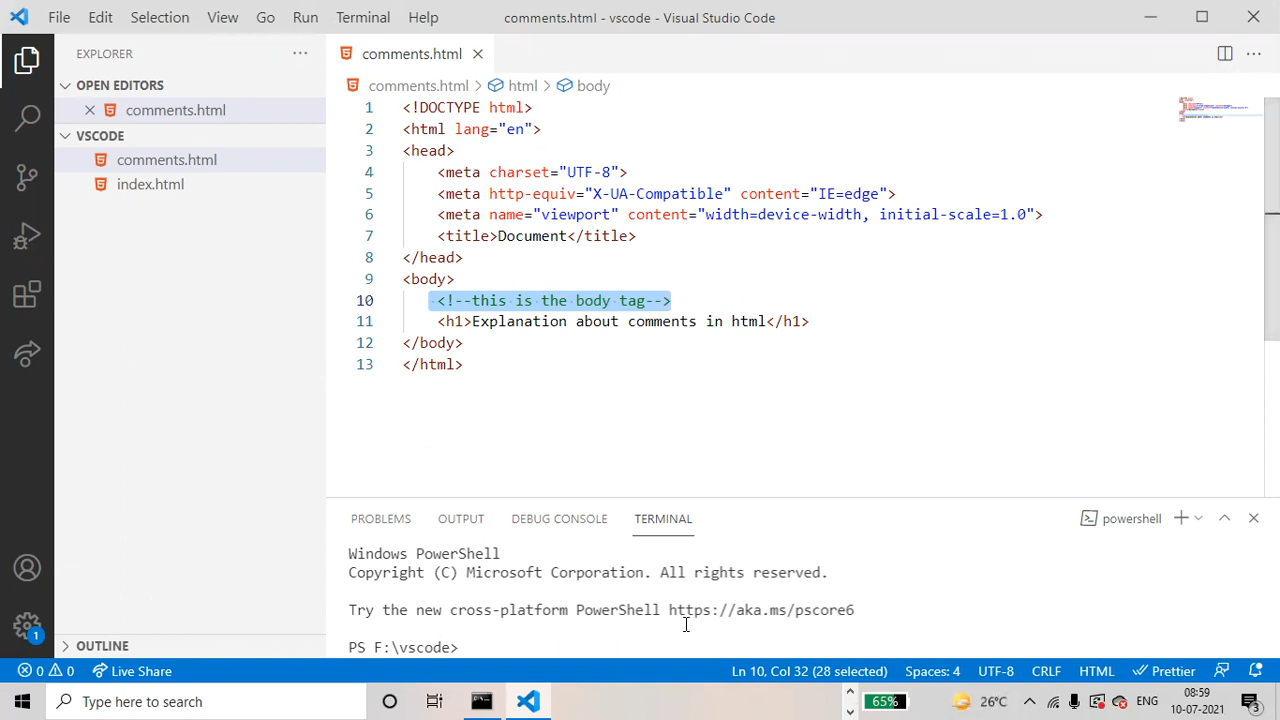 File Edit Selection View Go Run Terminal Help comments.html - vscode - Visual Studio Code
EXPLORER
OPEN EDITORS
comments.html
VSCODE
comments.html
index.html
OUTLINE
comments.html
comments.html > html > body
1 <!DOCTYPE html>
2 <html lang="en">
3 <head>
4 <meta charset="UTF-8">
5 <meta http-equiv="X-UA-Compatible" content="IE=edge">
6 <meta name="viewport" content="width=device-width, initial-scale=1.0">
7 <title>Document</title>
8 </head>
9 <body>
10 <!--this is the body tag-->
11 <h1>Explanation about comments in html</h1>
12 </body>
13 </html>
PROBLEMS OUTPUT DEBUG CONSOLE TERMINAL powershell
Windows PowerShell
Copyright (C) Microsoft Corporation. All rights reserved.
Try the new cross-platform PowerShell https://aka.ms/pscore6
PS F:\vscode>
1
0 0 Live Share Ln 10, Col 32 (28 selected) Spaces: 4 UTF-8 CRLF HTML Prettier
Type here to search 65% 26°C ENG 08:59
10-07-2021 3